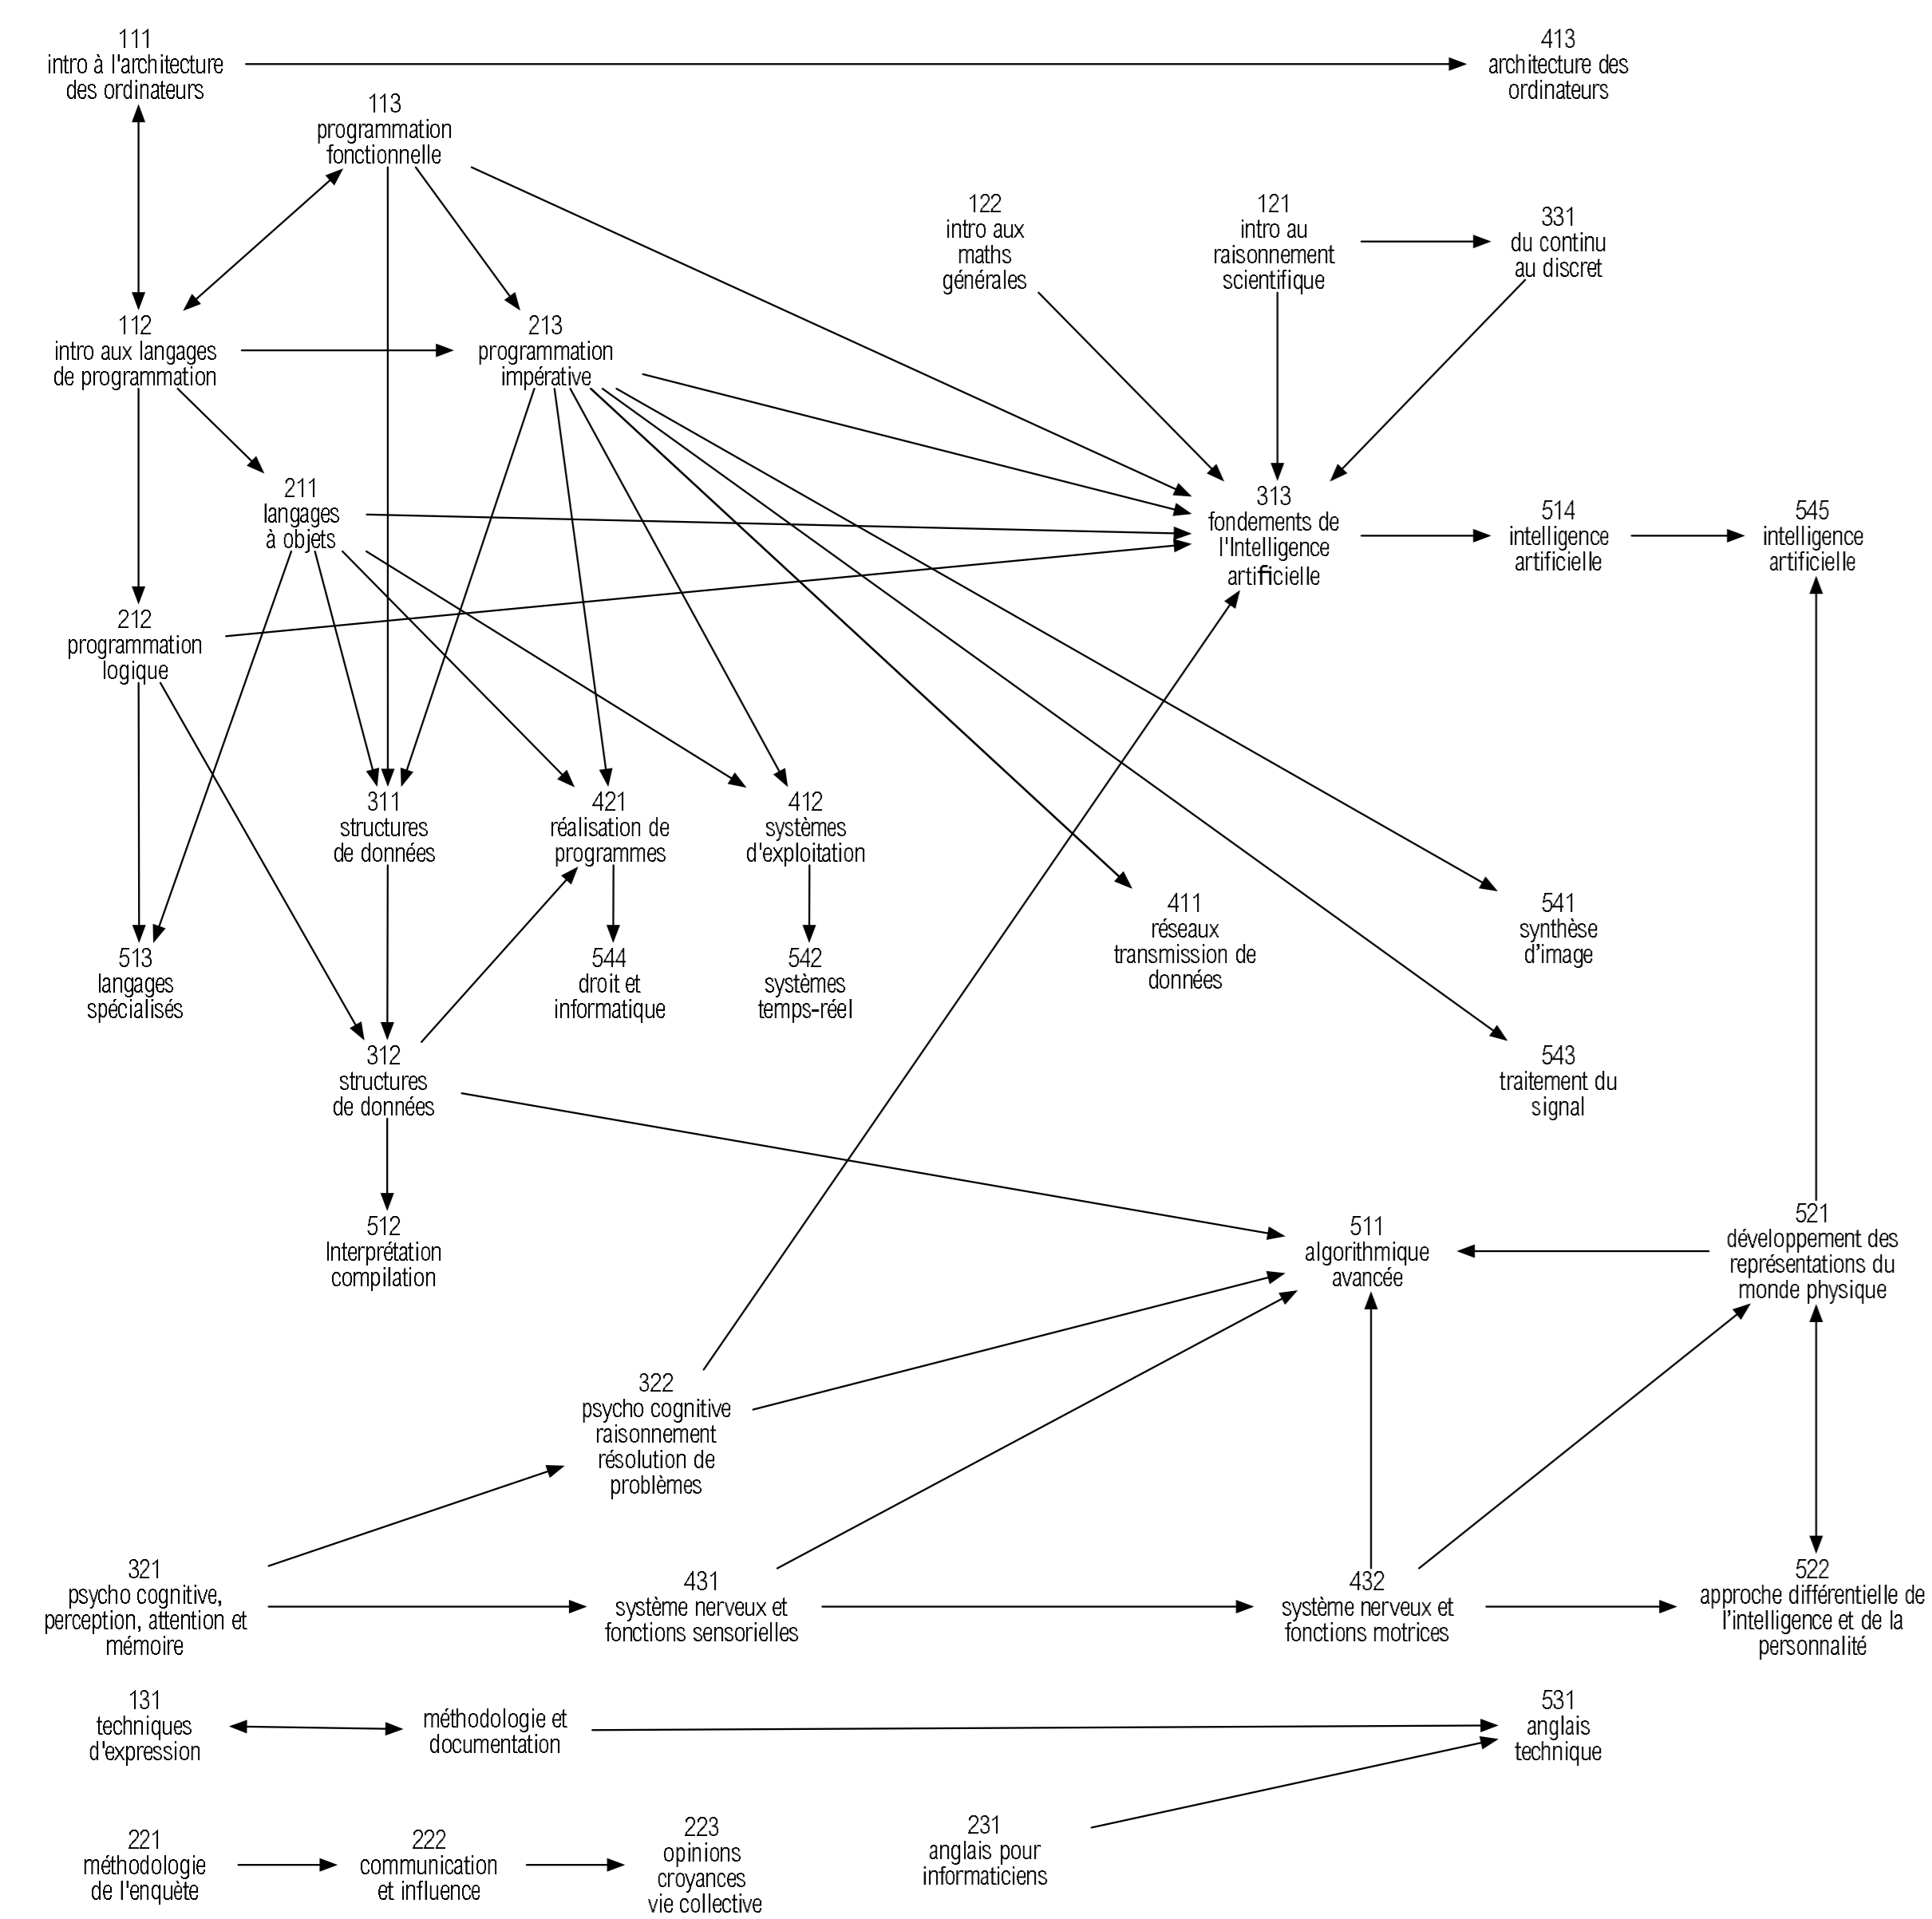 111
intro à l'architecture
des ordinateurs
413
architecture des
ordinateurs
113
programmation
fonctionnelle
122
intro aux
maths
générales
121
intro au
raisonnement
scientifique
331
du continu
au discret
112
intro aux langages
de programmation
213
programmation
impérative
211
langages
à objets
313
fondements de
l'Intelligence
artificielle
514
intelligence
artificielle
545
intelligence
artificielle
212
programmation
logique
311
structures
de données
421
réalisation de
programmes
412
systèmes
d'exploitation
411
réseaux
transmission de
données
541
synthèse
d’image
513
langages
spécialisés
544
droit et
informatique
542
systèmes
temps-réel
312
structures
de données
543
traitement du
signal
512
Interprétation
compilation
511
algorithmique
avancée
521
développement des
représentations du
monde physique
322
psycho cognitive
raisonnement
résolution de
problèmes
321
psycho cognitive,
perception, attention et
mémoire
431
système nerveux et
fonctions sensorielles
432
système nerveux et
fonctions motrices
522
approche différentielle de
l’intelligence et de la
personnalité
131
techniques
d'expression
méthodologie et
documentation
531
anglais
technique
221
méthodologie
de l'enquète
222
communication
et influence
223
opinions
croyances
vie collective
231
anglais pour
informaticiens